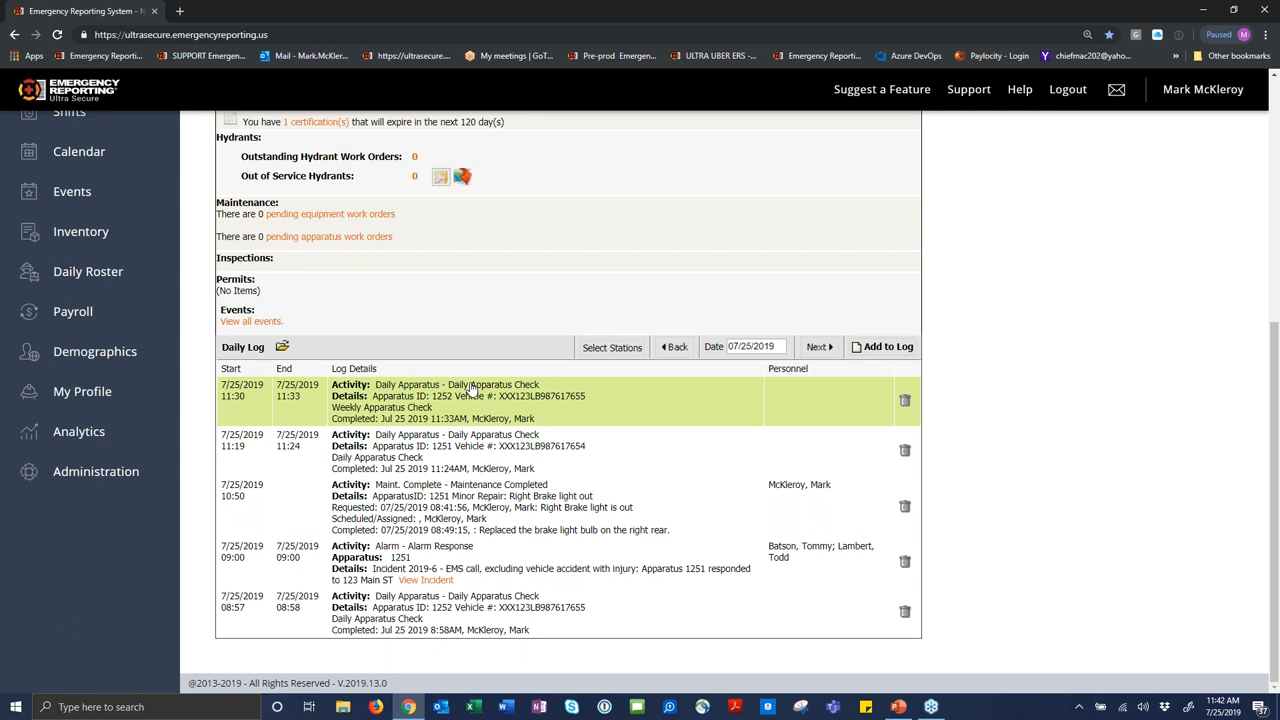 Emergency Reporting System - N
https://ultrasecure.emergencyreporting.us
Paused
M
Apps
Emergency Reporti...
SUPPORT Emergen...
Mail - Mark.McKler...
https://ultrasecure....
My meetings | GoT...
Pre-prod Emergen...
ULTRA UBER ERS -...
Emergency Reporti...
Azure DevOps
Paylocity - Login
chiefmac202@yaho...
Other bookmarks
EMERGENCY
REPORTING
Ultra Secure
Suggest a Feature
Support
Help
Logout
Mark McKleroy
Shifts
Calendar
Events
Inventory
Daily Roster
Payroll
Demographics
My Profile
Analytics
Administration
You have 1 certification(s) that will expire in the next 120 day(s)
Hydrants:
Outstanding Hydrant Work Orders: 0
Out of Service Hydrants: 0
Maintenance:
There are 0 pending equipment work orders
There are 0 pending apparatus work orders
Inspections:
Permits:
(No Items)
Events:
View all events.
Daily Log
Select Stations
Back
Date 07/25/2019
Next
Add to Log
Start End Log Details Personnel
7/25/2019 7/25/2019 Activity: Daily Apparatus - Daily Apparatus Check
11:30 11:33 Details: Apparatus ID: 1252 Vehicle #: XXX123LB987617655
Weekly Apparatus Check
Completed: Jul 25 2019 11:33AM, McKleroy, Mark
7/25/2019 7/25/2019 Activity: Daily Apparatus - Daily Apparatus Check
11:19 11:24 Details: Apparatus ID: 1251 Vehicle #: XXX123LB987617654
Daily Apparatus Check
Completed: Jul 25 2019 11:24AM, McKleroy, Mark
7/25/2019 Activity: Maint. Complete - Maintenance Completed McKleroy, Mark
10:50 Details: ApparatusID: 1251 Minor Repair: Right Brake light out
Requested: 07/25/2019 08:41:56, McKleroy, Mark: Right Brake light is out
Scheduled/Assigned: , McKleroy, Mark
Completed: 07/25/2019 08:49:15, : Replaced the brake light bulb on the right rear.
7/25/2019 7/25/2019 Activity: Alarm - Alarm Response Batson, Tommy; Lambert,
09:00 09:00 Apparatus: 1251 Todd
Details: Incident 2019-6 - EMS call, excluding vehicle accident with injury: Apparatus 1251 responded
to 123 Main ST View Incident
7/25/2019 7/25/2019 Activity: Daily Apparatus - Daily Apparatus Check
08:57 08:58 Details: Apparatus ID: 1252 Vehicle #: XXX123LB987617655
Daily Apparatus Check
Completed: Jul 25 2019 8:58AM, McKleroy, Mark
@2013-2019 - All Rights Reserved - V.2019.13.0
Type here to search
11:42 AM
7/25/2019
37